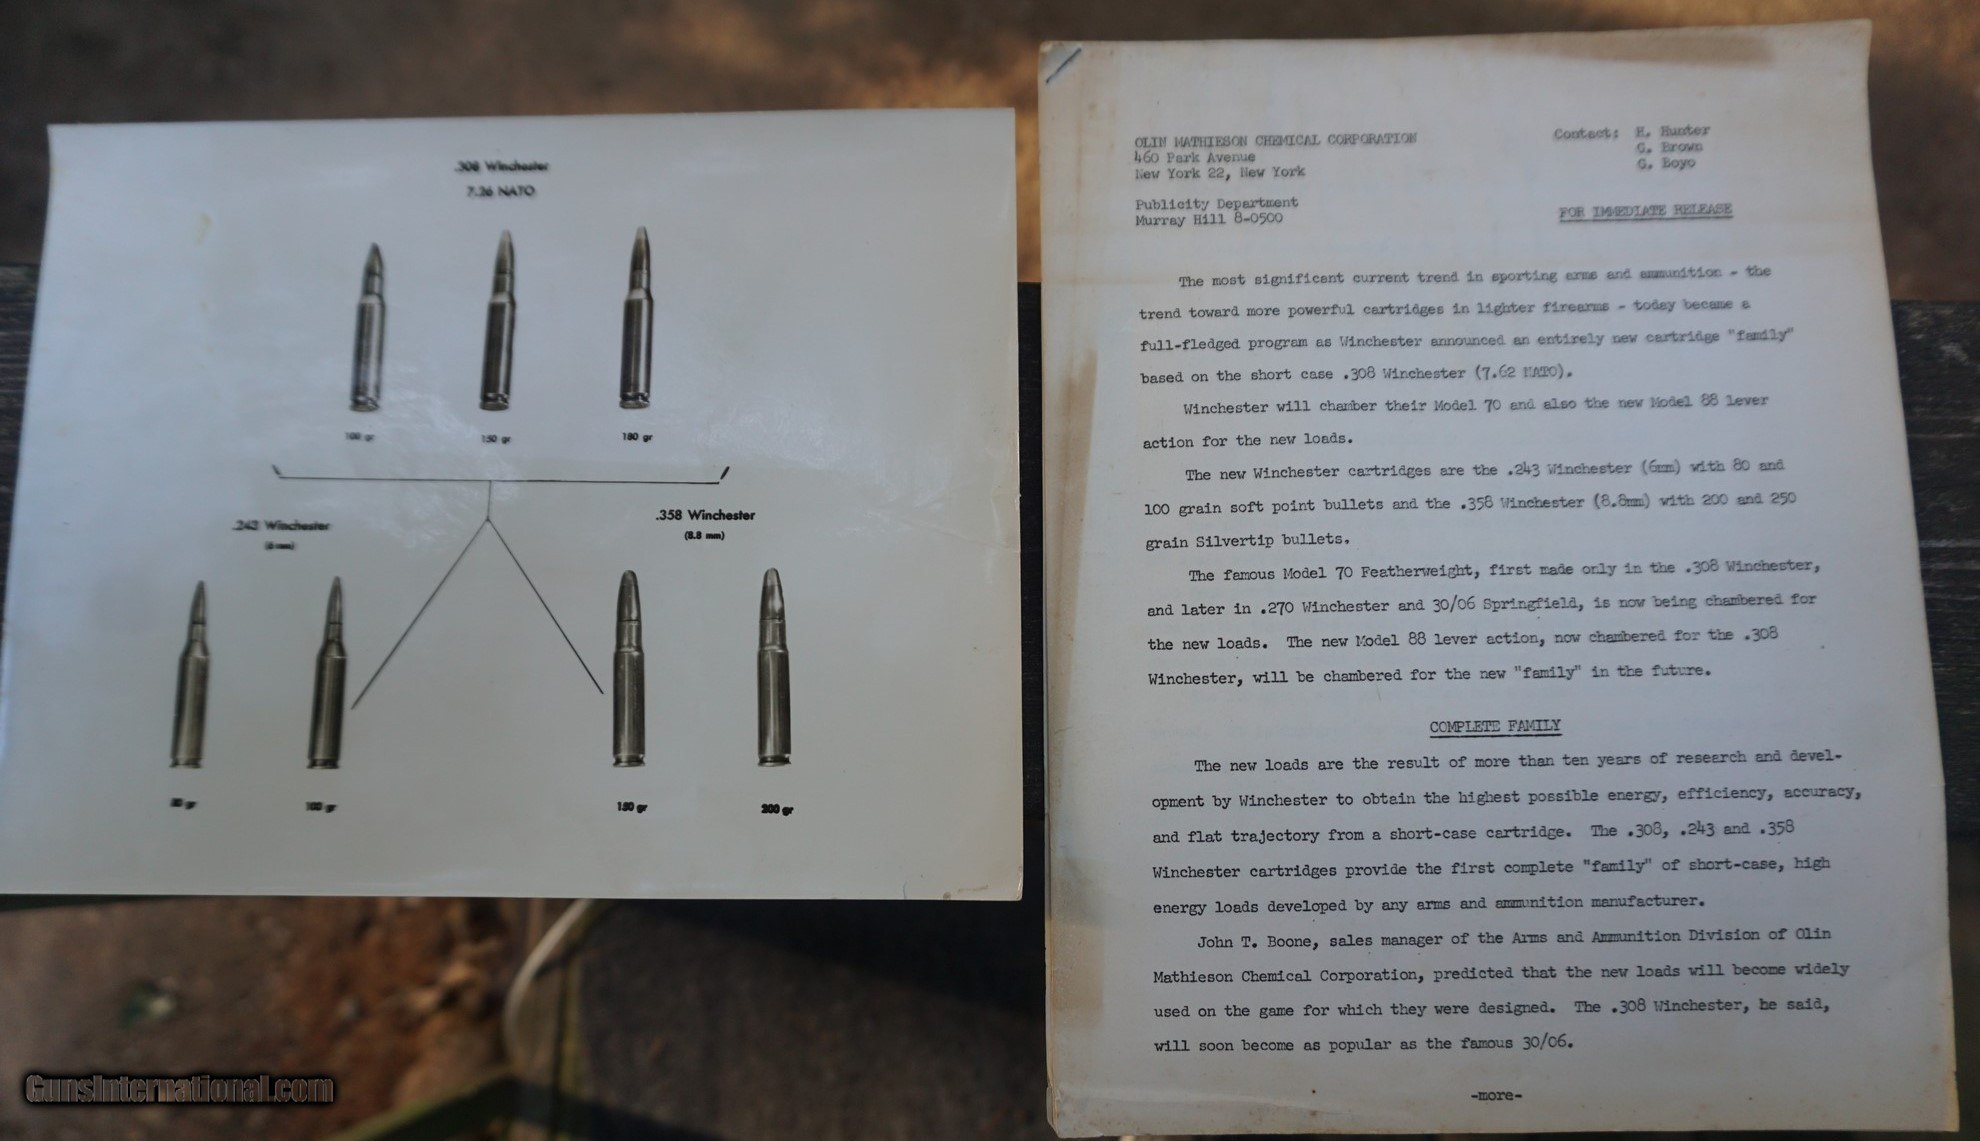 .308 Winchester
7.26 NATO
100 gr
150 gr
180 gr
.243 Winchester
(6 mm)
.358 Winchester
(8.8 mm)
80 gr
100 gr
150 gr
200 gr
OLIN MATHIESON CHEMICAL CORPORATION
460 Park Avenue
New York 22, New York
Publicity Department
Murray Hill 8-0500
Contact: H. Hunter
G. Brown
G. Boyo
FOR IMMEDIATE RELEASE
The most significant current trend in sporting arms and ammunition - the
trend toward more powerful cartridges in lighter firearms - today became a
full-fledged program as Winchester announced an entirely new cartridge "family"
based on the short case .308 Winchester (7.62 NATO).
Winchester will chamber their Model 70 and also the new Model 88 lever
action for the new loads.
The new Winchester cartridges are the .243 Winchester (6mm) with 80 and
100 grain soft point bullets and the .358 Winchester (8.8mm) with 200 and 250
grain Silvertip bullets.
The famous Model 70 Featherweight, first made only in the .308 Winchester,
and later in .270 Winchester and 30/06 Springfield, is now being chambered for
the new loads. The new Model 88 lever action, now chambered for the .308
Winchester, will be chambered for the new "family" in the future.
COMPLETE FAMILY
The new loads are the result of more than ten years of research and devel-
opment by Winchester to obtain the highest possible energy, efficiency, accuracy,
and flat trajectory from a short-case cartridge. The .308, .243 and .358
Winchester cartridges provide the first complete "family" of short-case, high
energy loads developed by any arms and ammunition manufacturer.
John T. Boone, sales manager of the Arms and Ammunition Division of Olin
Mathieson Chemical Corporation, predicted that the new loads will become widely
used on the game for which they were designed. The .308 Winchester, he said,
will soon become as popular as the famous 30/06.
-more-
GunsInternational.com